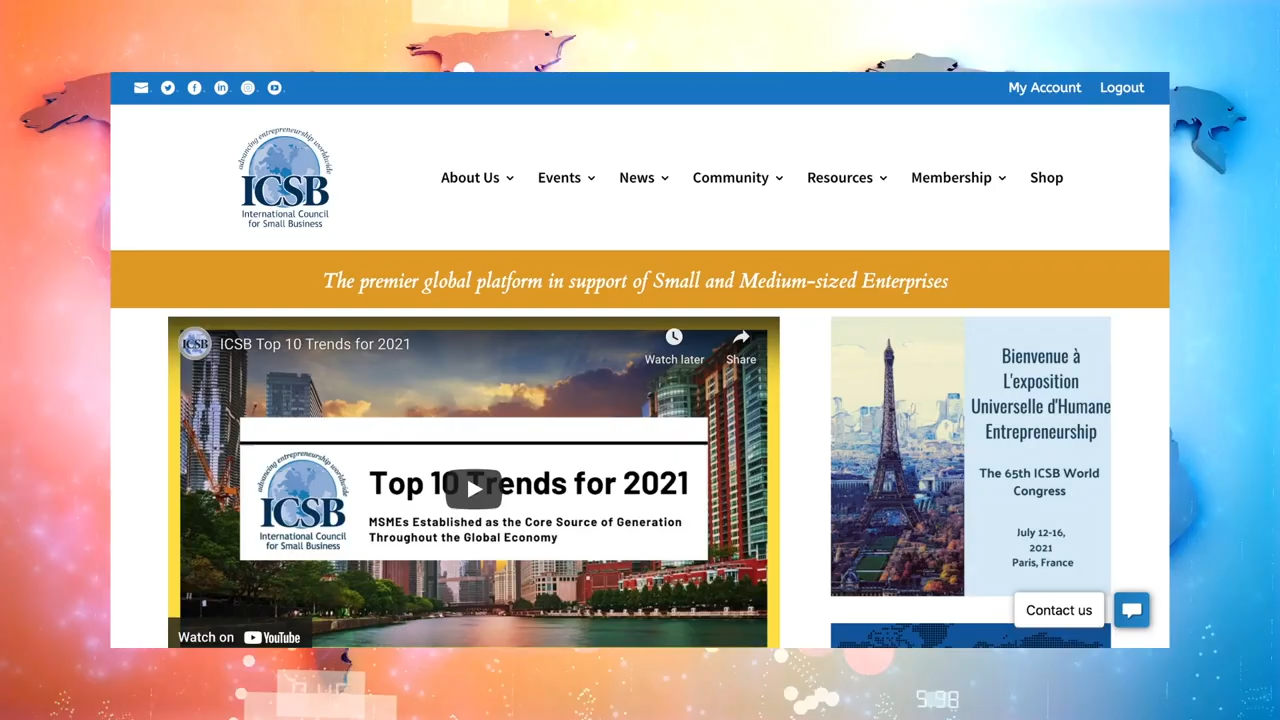 My Account Logout
advancing entrepreneurship worldwide
ICSB
International Council
for Small Business
About Us Events News Community Resources Membership Shop
The premier global platform in support of Small and Medium-sized Enterprises
ICSB
ICSB Top 10 Trends for 2021
Watch later Share
advancing entrepreneurship worldwide
ICSB
International Council
for Small Business
Top 10 Trends for 2021
MSMEs Established as the Core Source of Generation
Throughout the Global Economy
Watch on YouTube
Bienvenue à
L'exposition
Universelle d'Humane
Entrepreneurship
The 65th ICSB World
Congress
July 12-16,
2021
Paris, France
Contact us